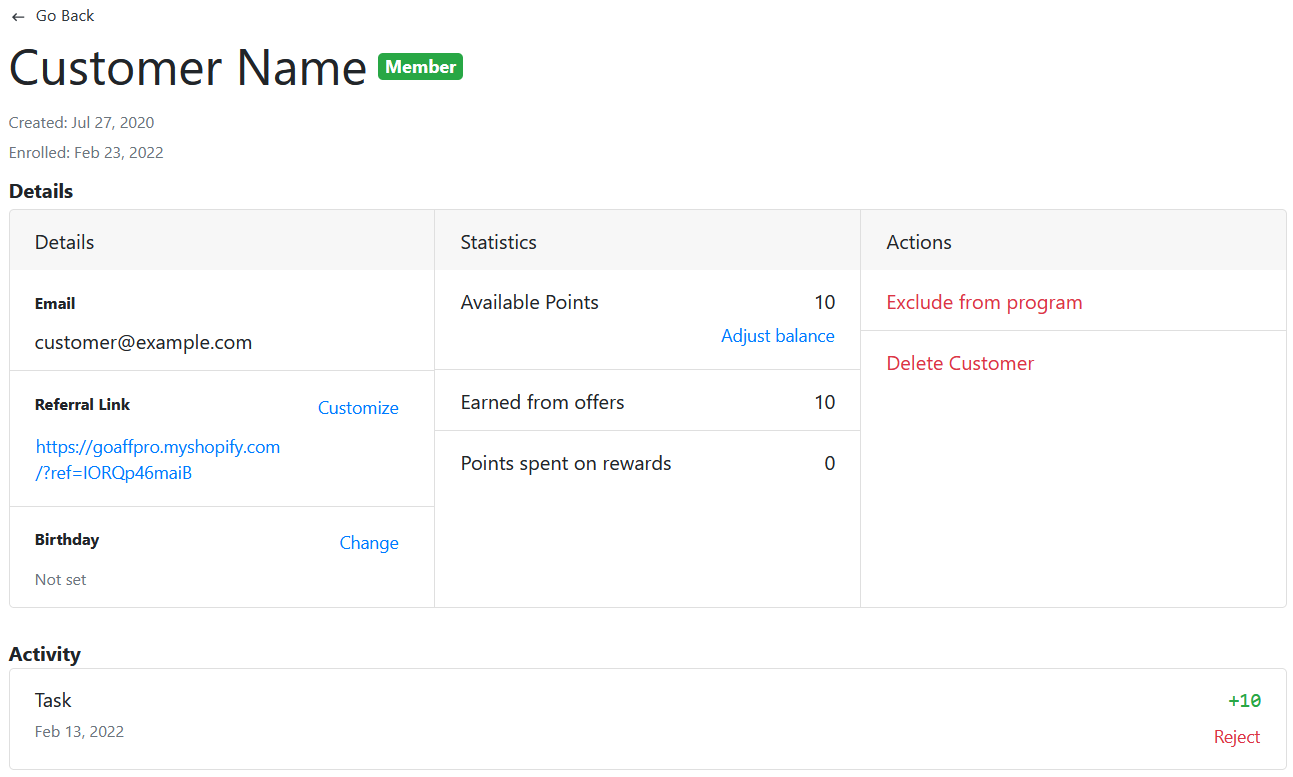 ← Go Back
Customer Name Member
Created: Jul 27, 2020
Enrolled: Feb 23, 2022
Details
Details
Email
customer@example.com
Referral Link Customize
https://goaffpro.myshopify.com
/?ref=IORQp46maiB
Birthday Change
Not set
Statistics
Available Points 10
Adjust balance
Earned from offers 10
Points spent on rewards 0
Actions
Exclude from program
Delete Customer
Activity
Task +10
Feb 13, 2022 Reject